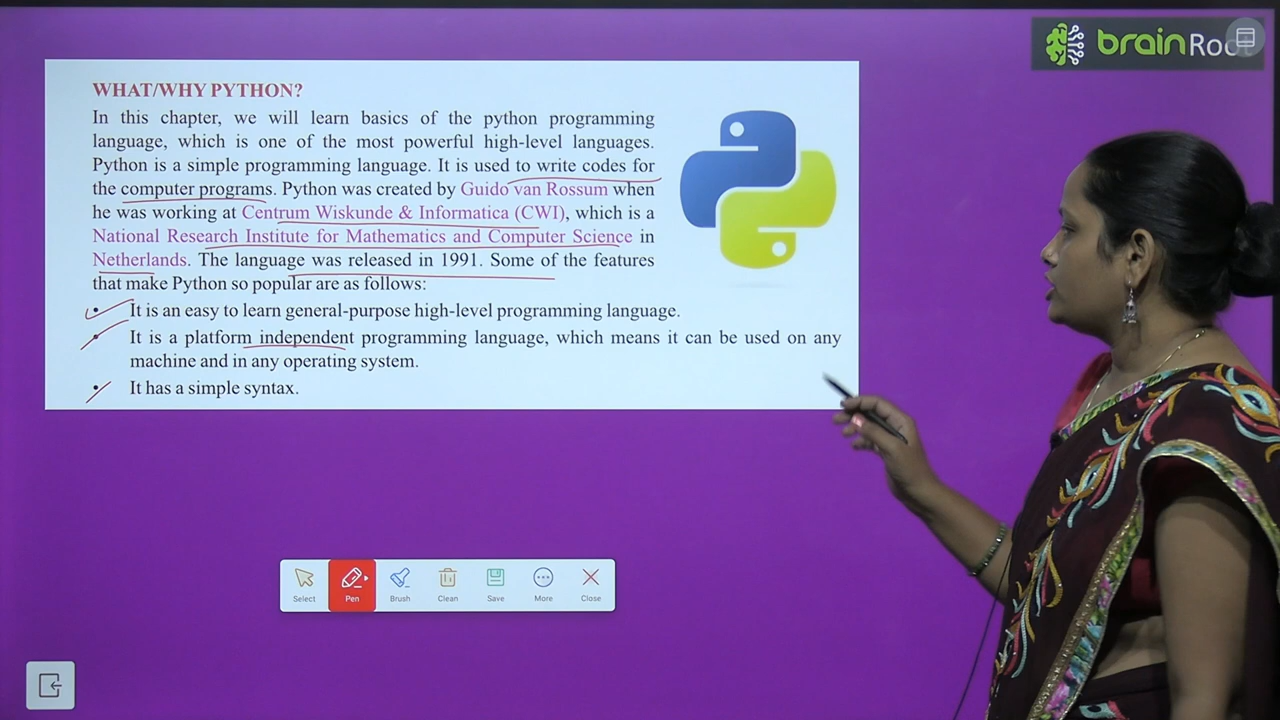 brainRo
WHAT/WHY PYTHON?
In this chapter, we will learn basics of the python programming
language, which is one of the most powerful high-level languages.
Python is a simple programming language. It is used to write codes for
the computer programs. Python was created by Guido van Rossum when
he was working at Centrum Wiskunde & Informatica (CWI), which is a
National Research Institute for Mathematics and Computer Science in
Netherlands. The language was released in 1991. Some of the features
that make Python so popular are as follows:
• It is an easy to learn general-purpose high-level programming language.
• It is a platform independent programming language, which means it can be used on any
machine and in any operating system.
• It has a simple syntax.
Select Pen Brush Clean Save More Close